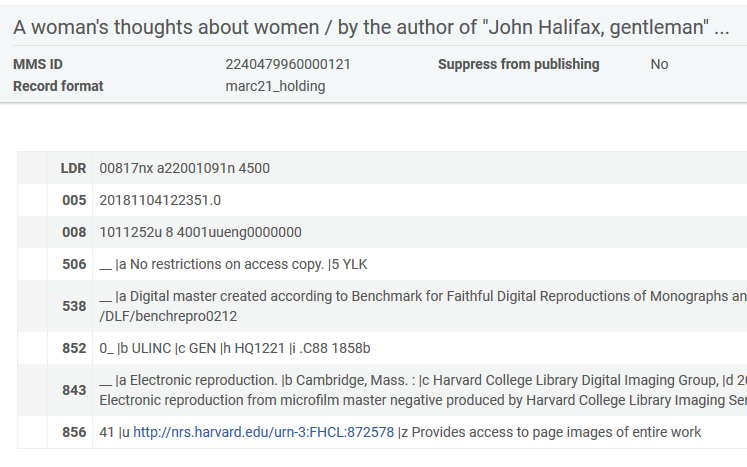 A woman's thoughts about women / by the author of "John Halifax, gentleman" ...
MMS ID 2240479960000121 Suppress from publishing No
Record format marc21_holding
LDR 00817nx a22001091n 4500
005 20181104122351.0
008 1011252u 8 4001uueng0000000
506 __ |a No restrictions on access copy. |5 YLK
538 __ |a Digital master created according to Benchmark for Faithful Digital Reproductions of Monographs an
/DLF/benchrepro0212
852 0_ |b ULINC |c GEN |h HQ1221 |i .C88 1858b
843 __ |a Electronic reproduction. |b Cambridge, Mass. : |c Harvard College Library Digital Imaging Group, |d 20
Electronic reproduction from microfilm master negative produced by Harvard College Library Imaging Ser
856 41 |u http://nrs.harvard.edu/urn-3:FHCL:872578 |z Provides access to page images of entire work